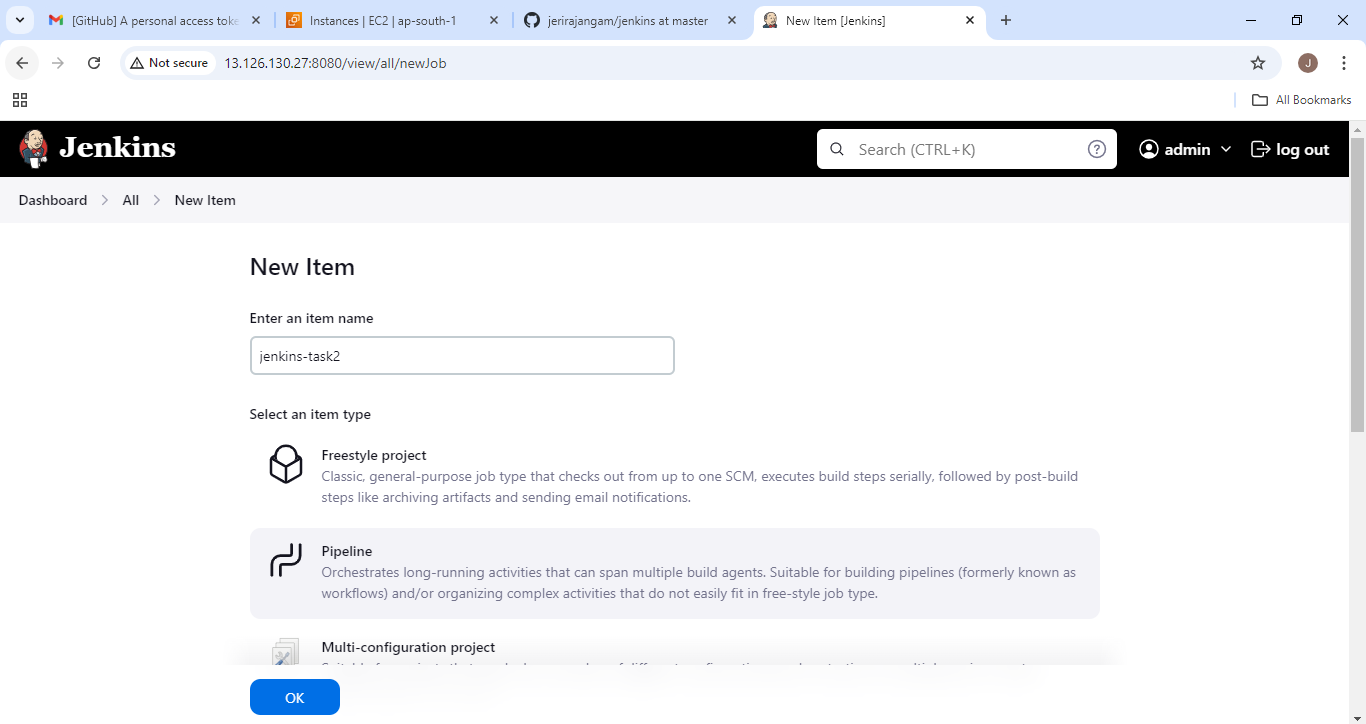 [GitHub] A personal access toke
Instances | EC2 | ap-south-1
jerirajangam/jenkins at master
New Item [Jenkins]
Not secure
13.126.130.27:8080/view/all/newJob
J
All Bookmarks
Jenkins
Search (CTRL+K)
?
admin
log out
Dashboard
All
New Item
New Item
Enter an item name
jenkins-task2
Select an item type
Freestyle project
Classic, general-purpose job type that checks out from up to one SCM, executes build steps serially, followed by post-build
steps like archiving artifacts and sending email notifications.
Pipeline
Orchestrates long-running activities that can span multiple build agents. Suitable for building pipelines (formerly known as
workflows) and/or organizing complex activities that do not easily fit in free-style job type.
Multi-configuration project
OK